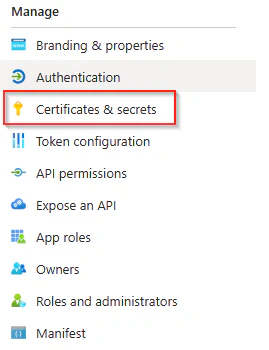 Manage
Branding & properties
Authentication
Certificates & secrets
Token configuration
API permissions
Expose an API
App roles
Owners
Roles and administrators
Manifest